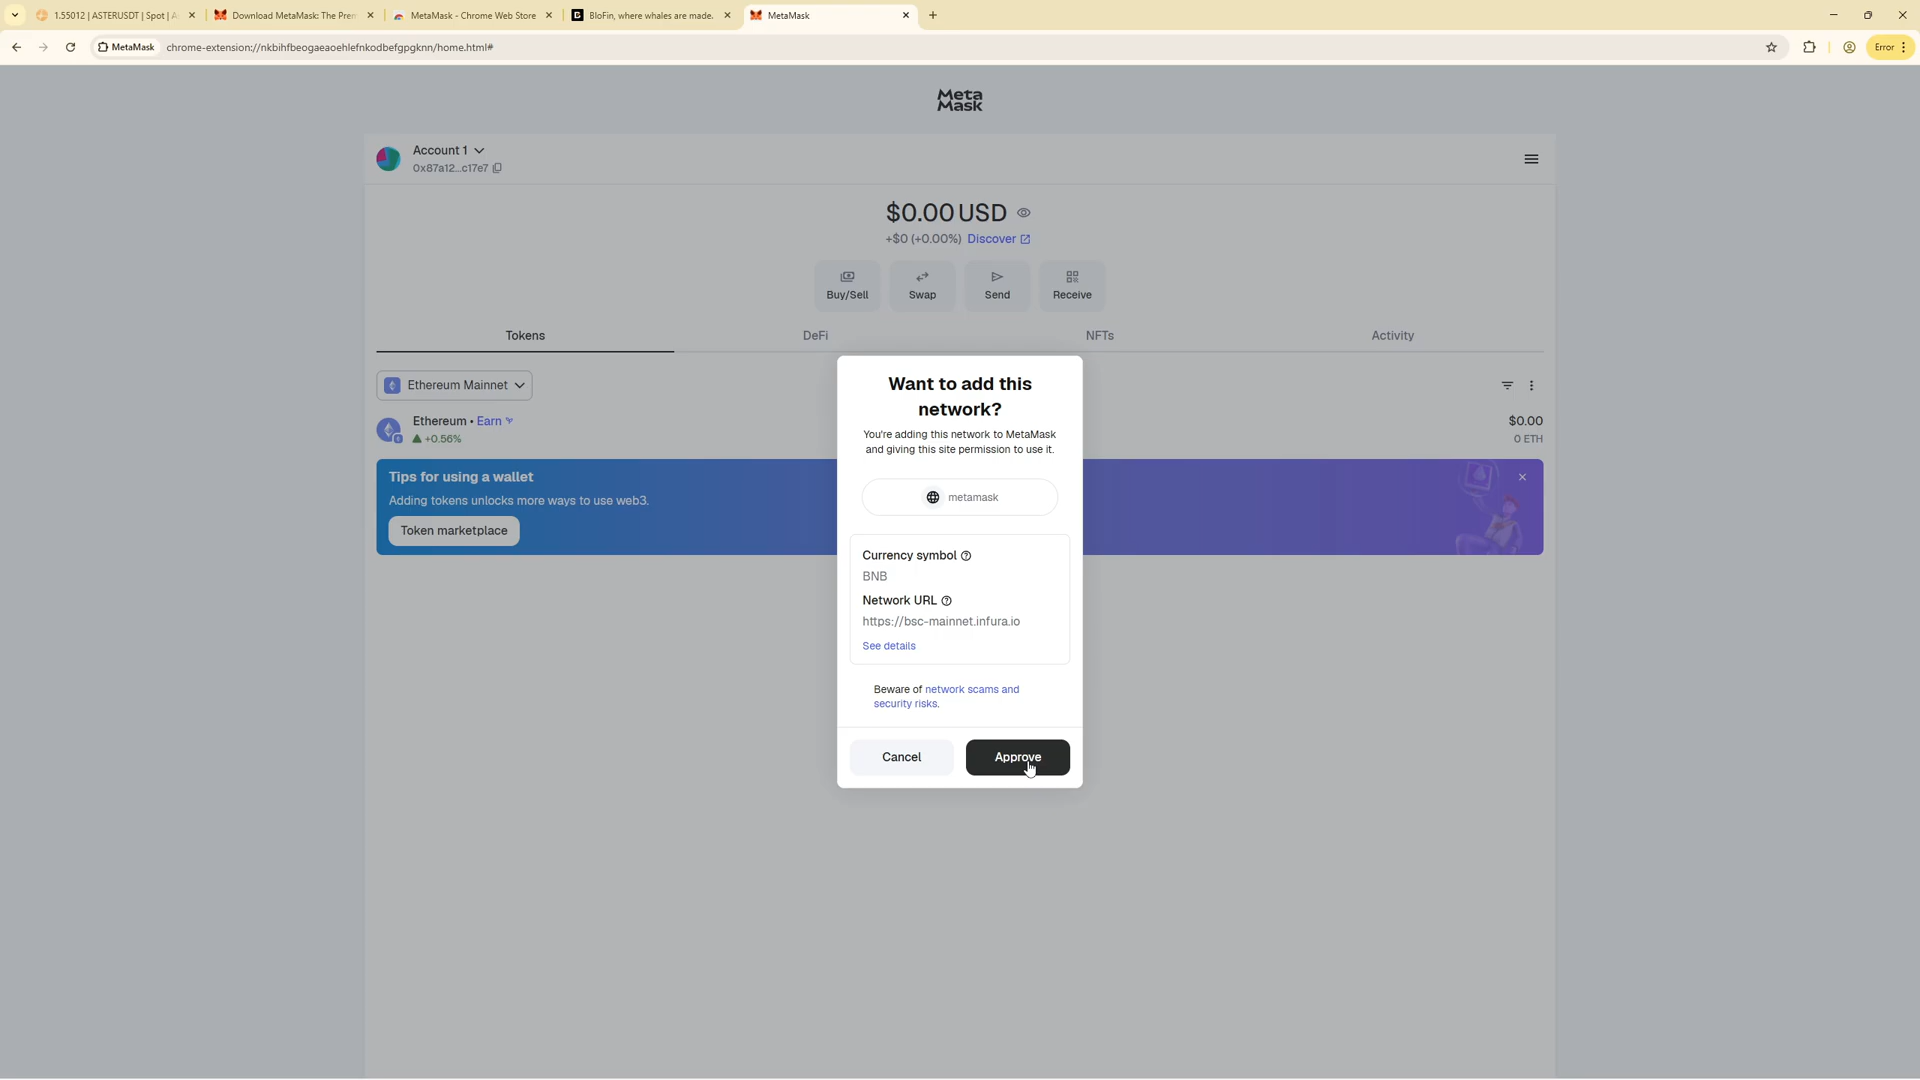 1.55012 | ASTERUSDT | Spot | A
Download MetaMask: The Prem
MetaMask - Chrome Web Store
BloFin, where whales are made.
MetaMask
MetaMask
chrome-extension://nkbihfbeogaeaoehlefnkodbefgpgknn/home.html#
Error
Meta
Mask
Account 1
0x87a12...c17e7
$0.00 USD
+$0 (+0.00%) Discover
Buy/Sell
Swap
Send
Receive
Tokens
DeFi
NFTs
Activity
Ethereum Mainnet
Ethereum • Earn
+0.56%
$0.00
0 ETH
Tips for using a wallet
Adding tokens unlocks more ways to use web3.
Token marketplace
Want to add this
network?
You're adding this network to MetaMask
and giving this site permission to use it.
metamask
Currency symbol
BNB
Network URL
https://bsc-mainnet.infura.io
See details
Beware of network scams and
security risks.
Cancel
Approve